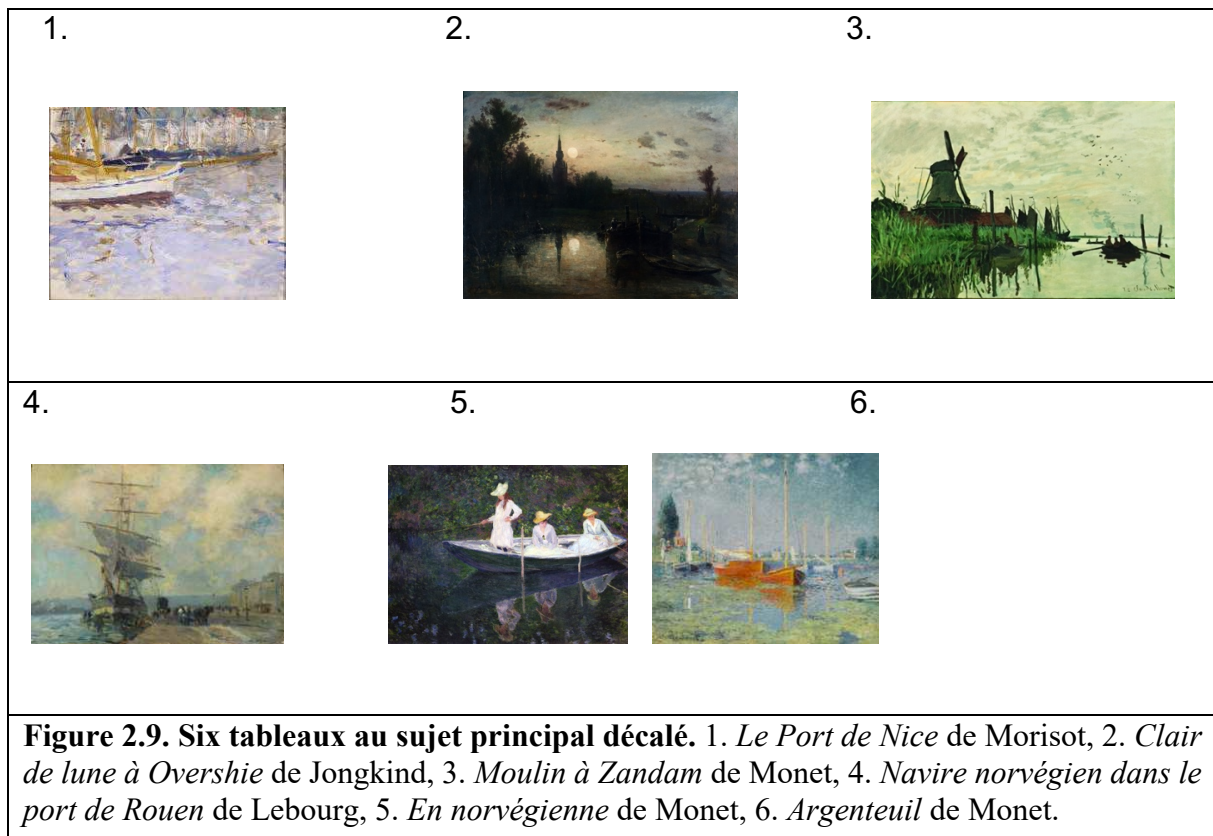 1. 2. 3.
4. 5. 6.
Figure 2.9. Six tableaux au sujet principal décalé. 1. Le Port de Nice de Morisot, 2. Clair
de lune à Overshie de Jongkind, 3. Moulin à Zandam de Monet, 4. Navire norvégien dans le
port de Rouen de Lebourg, 5. En norvégienne de Monet, 6. Argenteuil de Monet.